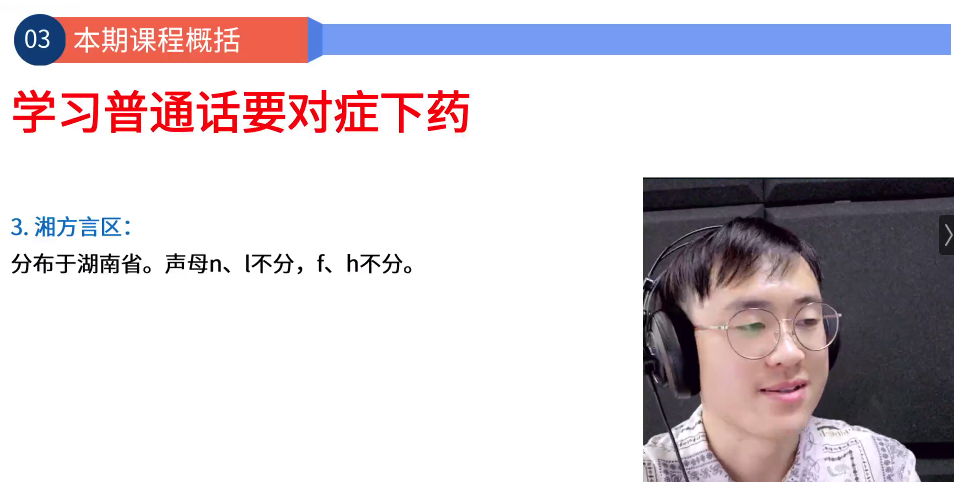 03 本期课程概括
学习普通话要对症下药
3. 湘方言区：
分布于湖南省。声母n、l不分，f、h不分。